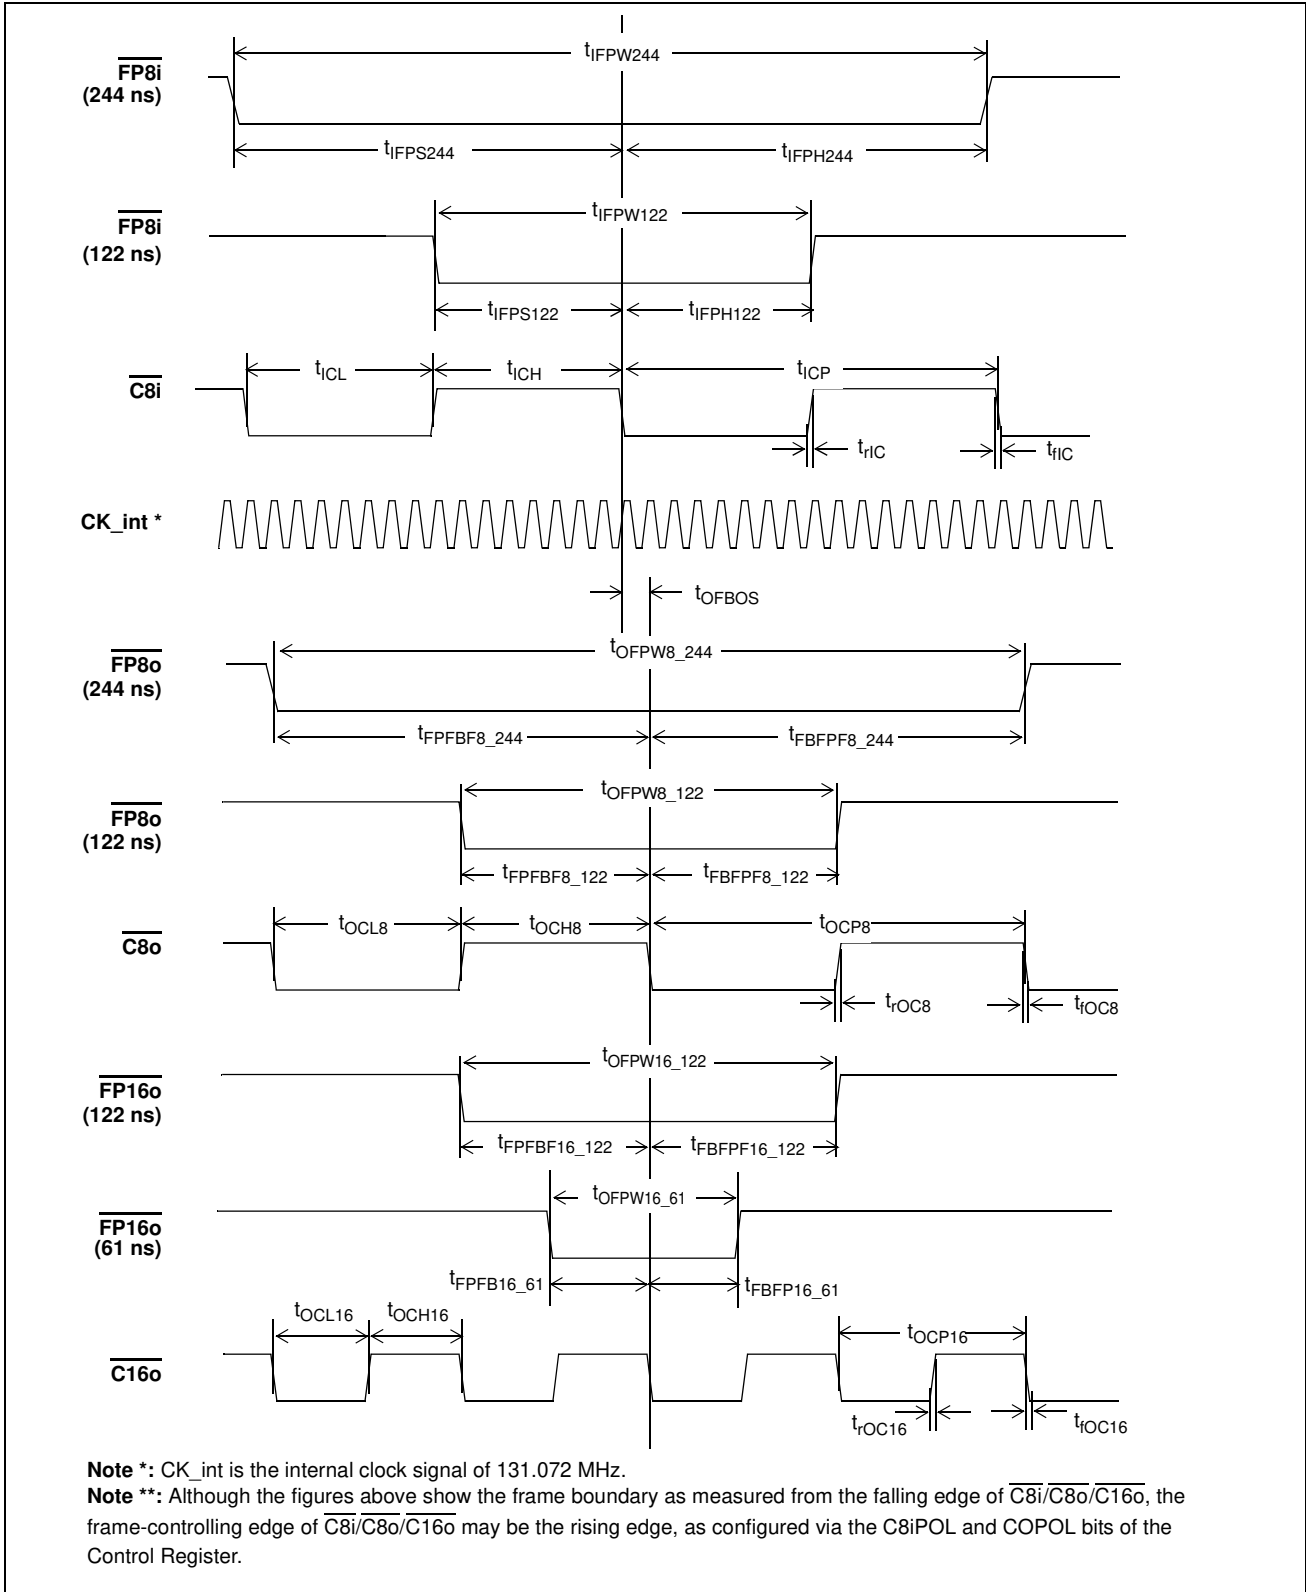 tIFPW244
FP8i
(244 ns)
tIFPS244
tIFPH244
FP8i
(122 ns)
tIFPW122
tIFPS122
tIFPH122
C8i
tICL
tICH
tICP
trIC
tfIC
CK_int *
tOFBOS
FP8o
(244 ns)
tOFPW8_244
tFPFBF8_244
tFBFPF8_244
FP8o
(122 ns)
tOFPW8_122
tFPFBF8_122
tFBFPF8_122
C8o
tOCL8
tOCH8
tOCP8
trOC8
tfOC8
FP16o
(122 ns)
tOFPW16_122
tFPFBF16_122
tFBFPF16_122
FP16o
(61 ns)
tOFPW16_61
tFPFB16_61
tFBFP16_61
C16o
tOCL16
tOCH16
tOCP16
trOC16
tfOC16
Note *: CK_int is the internal clock signal of 131.072 MHz.
Note **: Although the figures above show the frame boundary as measured from the falling edge of C8i/C8o/C16o, the
frame-controlling edge of C8i/C8o/C16o may be the rising edge, as configured via the C8iPOL and COPOL bits of the
Control Register.